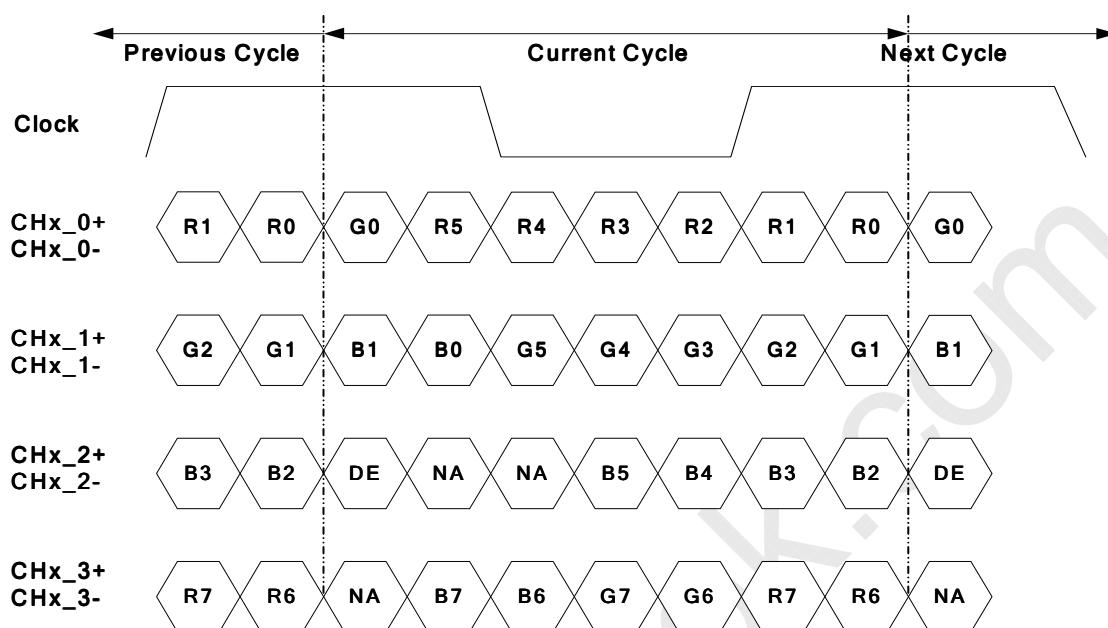 Previous Cycle Current Cycle Next Cycle
Clock
CHx_0+
CHx_0-
R1 R0 G0 R5 R4 R3 R2 R1 R0 G0
CHx_1+
CHx_1-
G2 G1 B1 B0 G5 G4 G3 G2 G1 B1
CHx_2+
CHx_2-
B3 B2 DE NA NA B5 B4 B3 B2 DE
CHx_3+
CHx_3-
R7 R6 NA B7 B6 G7 G6 R7 R6 NA
k.com